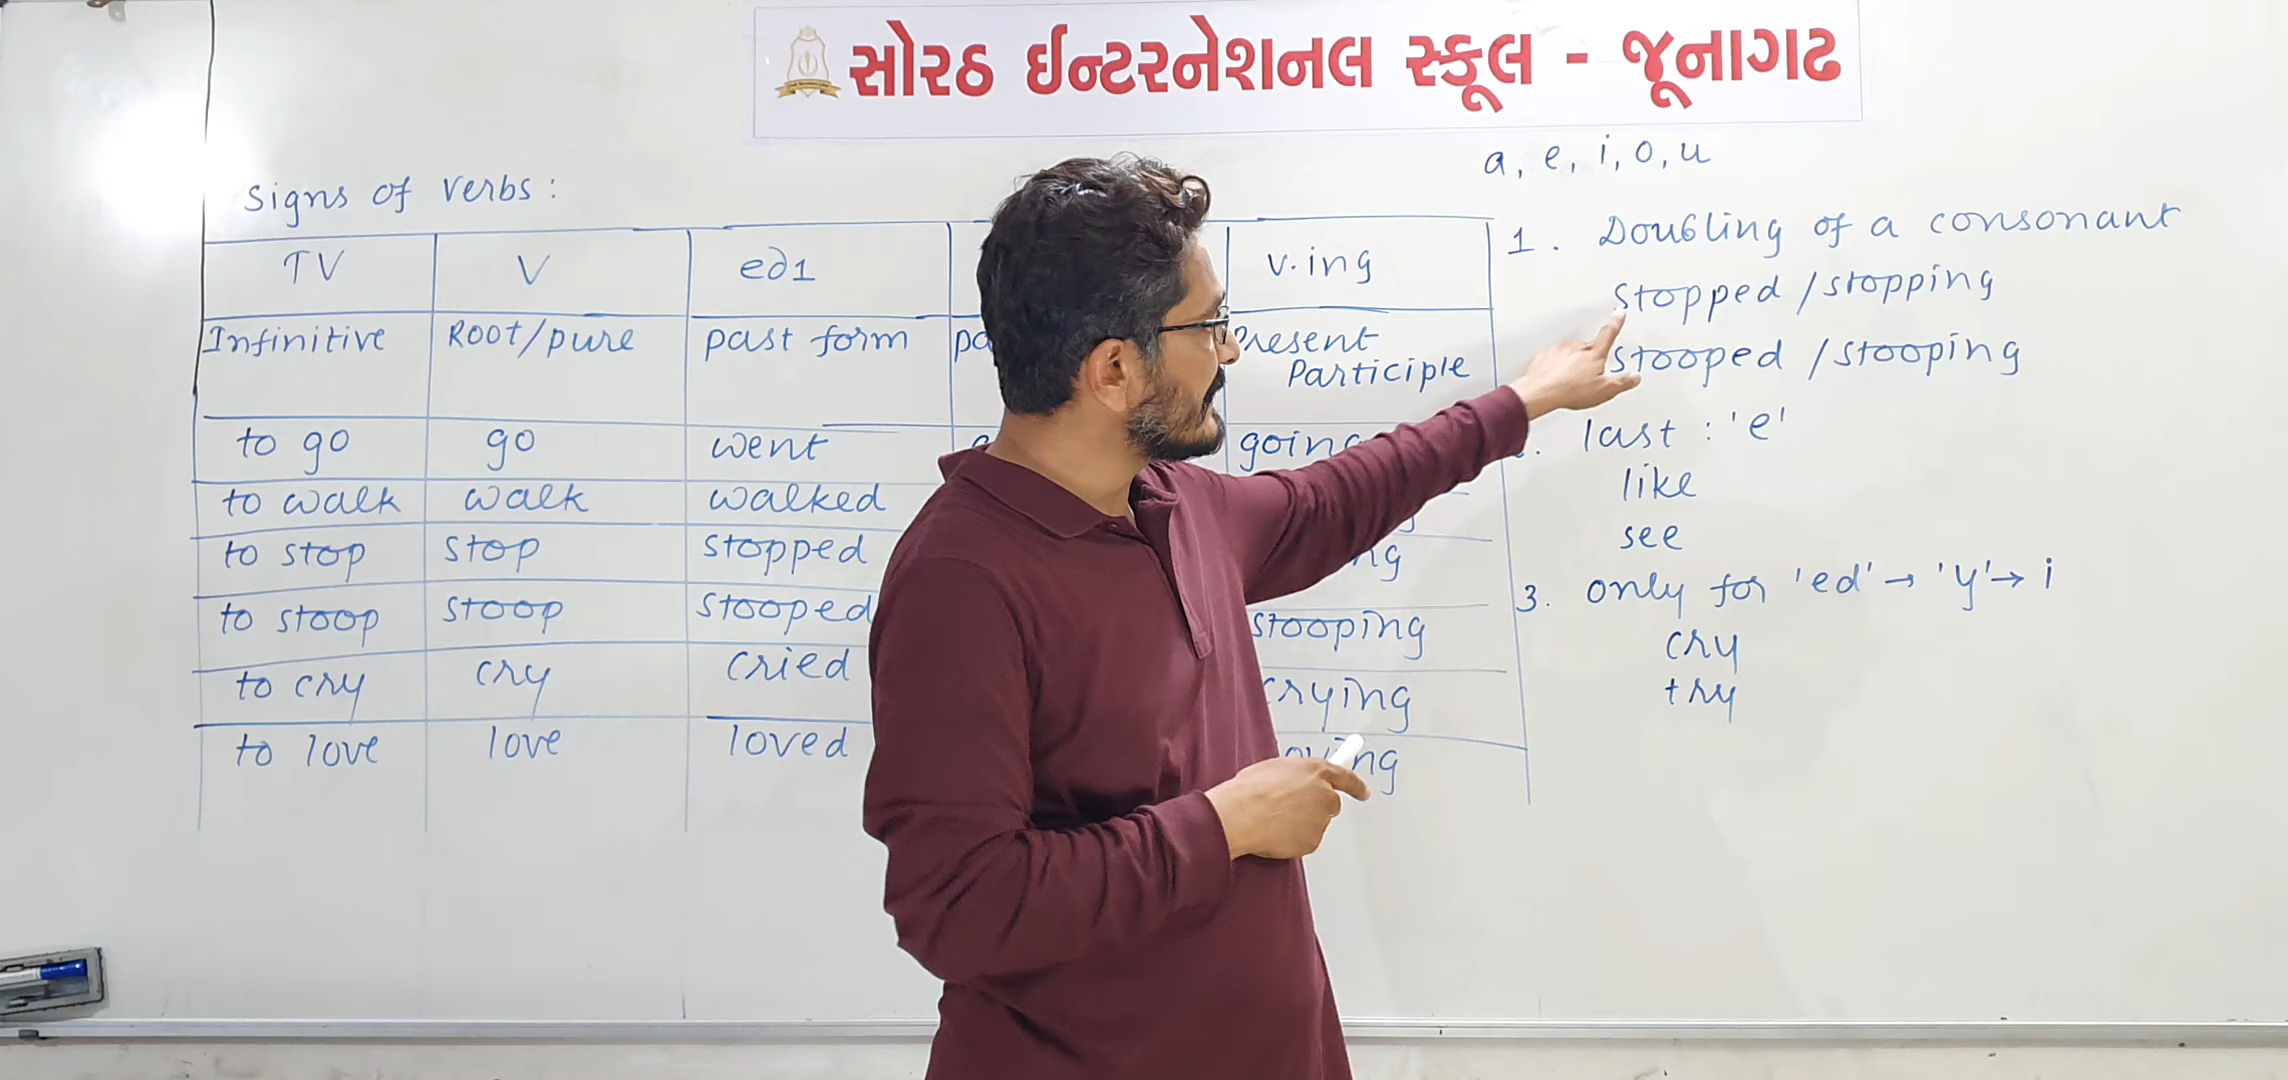 સોરઠ ઈન્ટરનેશનલ સ્કૂલ - જૂનાગઢ
a, e, i, o, u
Signs of verbs:
TV V ed1 v.ing
Infinitive Root/pure past form Present Participle
to go go went going
to walk walk walked
to stop stop stopped
to stoop stoop stooped stooping
to cry cry cried crying
to love love loved
1. Doubling of a consonant
stopped / stopping
stooped / stooping
last : 'e'
like
see
3. only for 'ed' → 'y' → i
cry
try